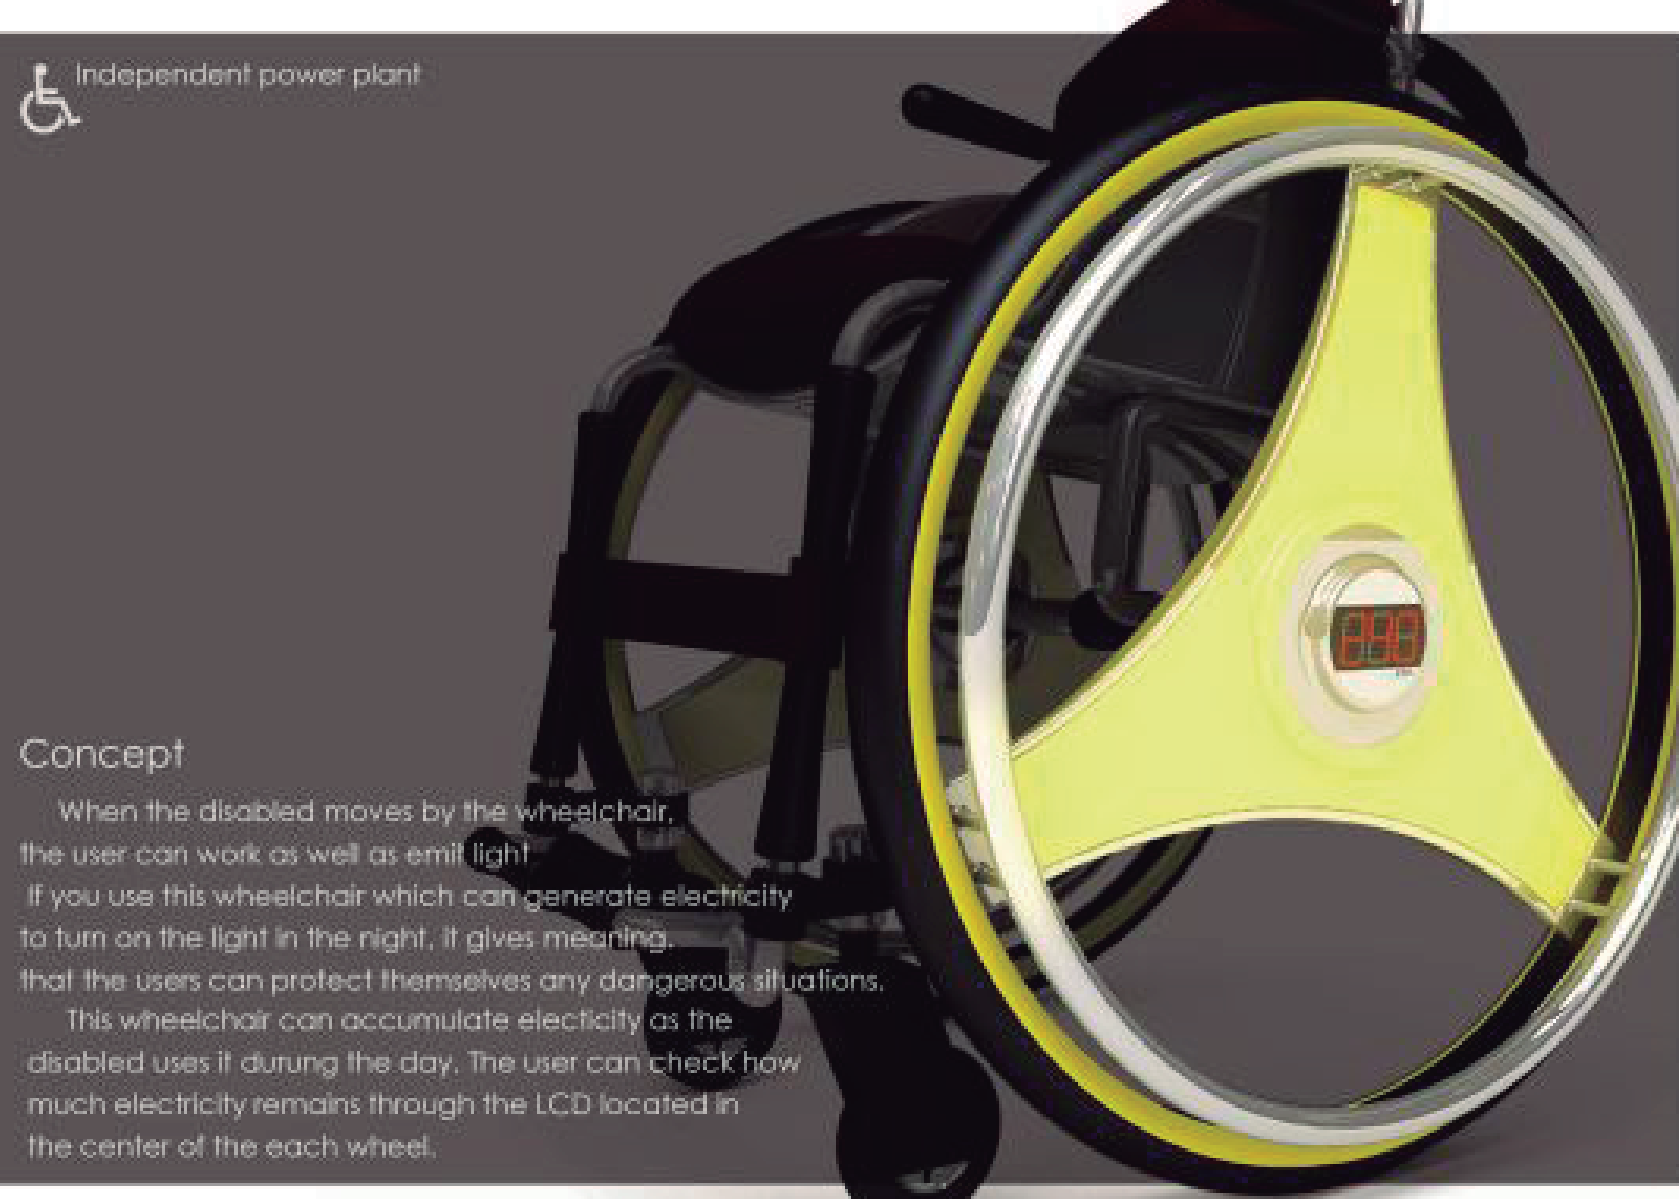 Independent power plant
Concept
When the disabled moves by the wheelchair,
the user can work as well as emit light
If you use this wheelchair which can generate electricity
to turn on the light in the night, it gives meaning.
that the users can protect themselves any dangerous situations.
This wheelchair can accumulate electicity as the
disabled uses it durung the day. The user can check how
much electricity remains through the LCD located in
the center of the each wheel.